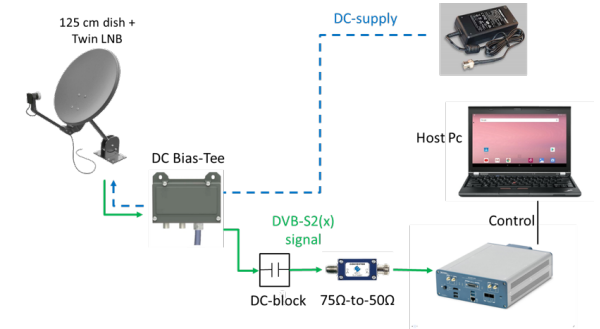 125 cm dish +
Twin LNB
DC-supply
DC Bias-Tee
Host Pc
DVB-S2(x)
signal
Control
DC-block
75Ω-to-50Ω